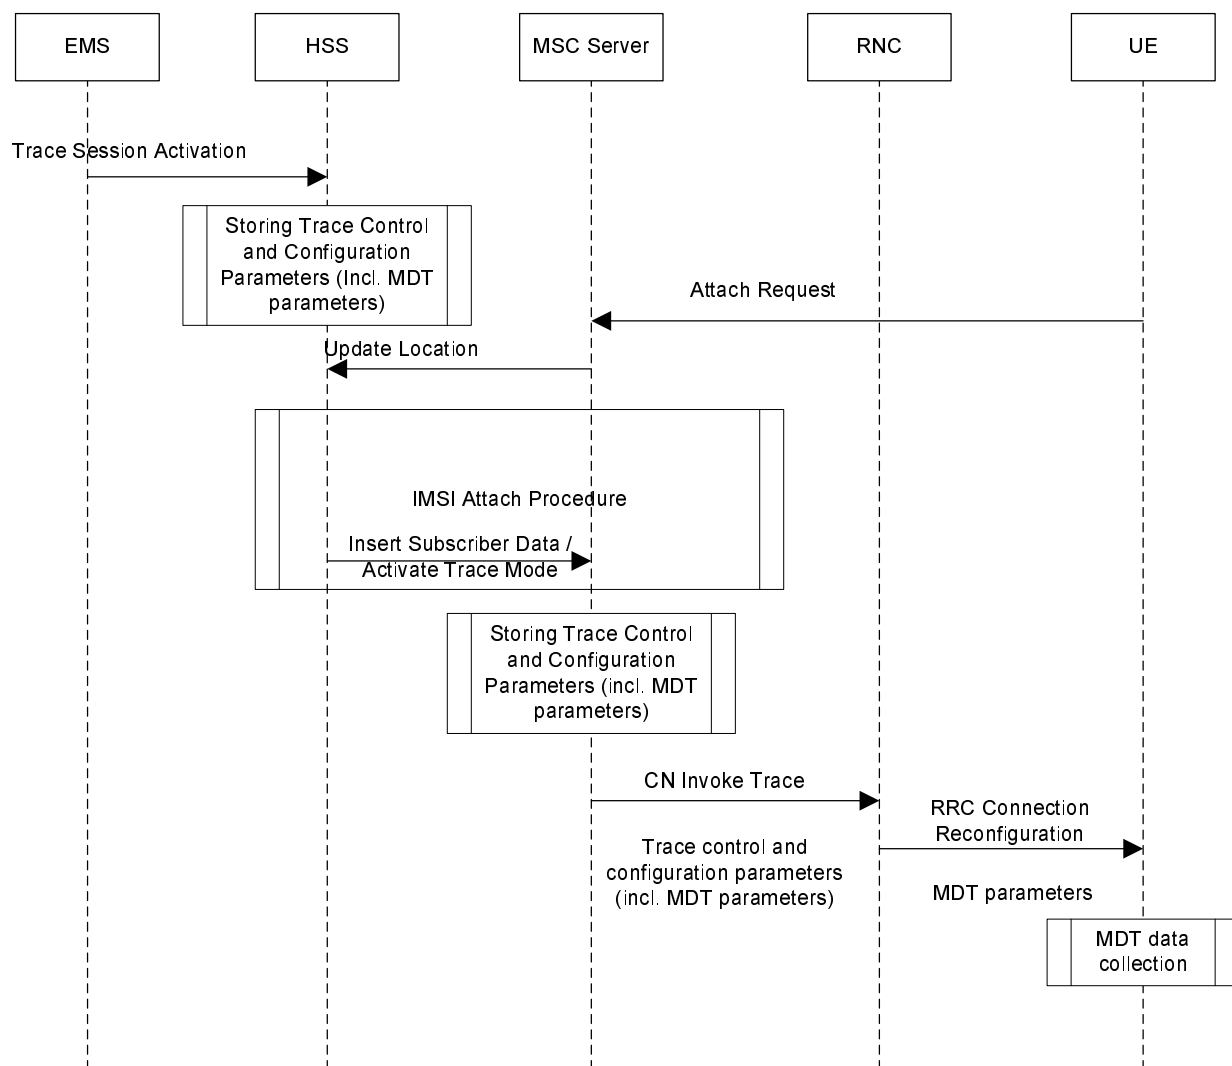 EMS
HSS
MSC Server
RNC
UE
Trace Session Activation
Storing Trace Control
and Configuration
Parameters (Incl. MDT
parameters)
Attach Request
Update Location
IMSI Attach Procedure
Insert Subscriber Data /
Activate Trace Mode
Storing Trace Control
and Configuration
Parameters (incl. MDT
parameters)
CN Invoke Trace
RRC Connection
Reconfiguration
Trace control and
configuration parameters
(incl. MDT parameters)
MDT parameters
MDT data
collection